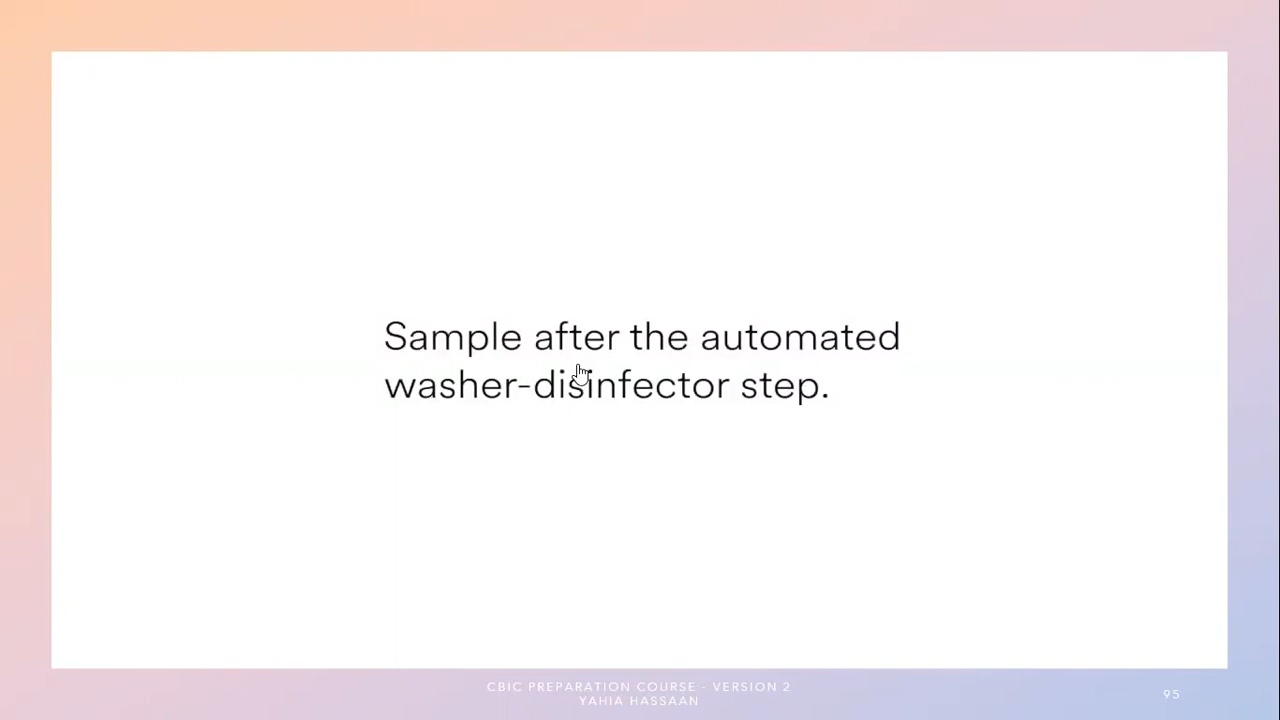 Sample after the automated
washer-disinfector step.
CBIC PREPARATION COURSE - VERSION 2
YAHIA HASSAAN
95